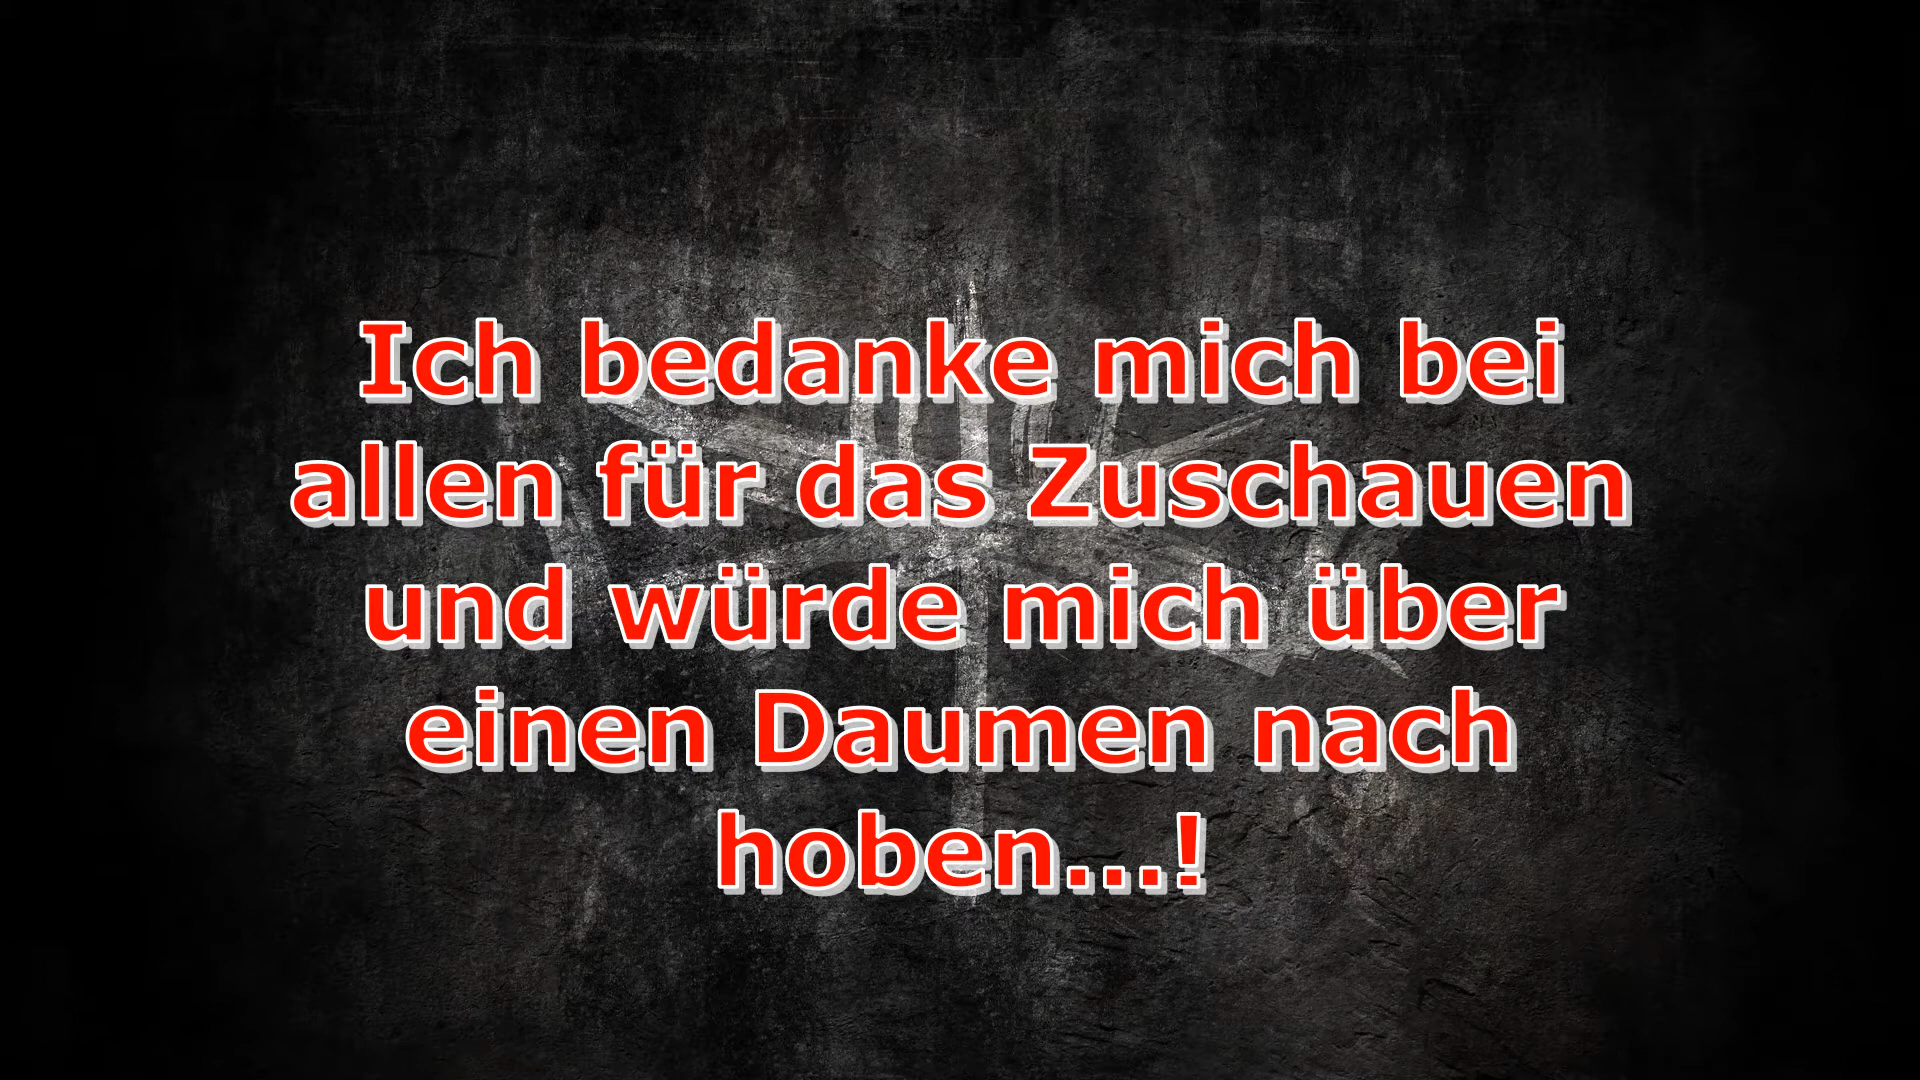 Ich bedanke mich bei
allen für das Zuschauen
und würde mich über
einen Daumen nach
hoben...!